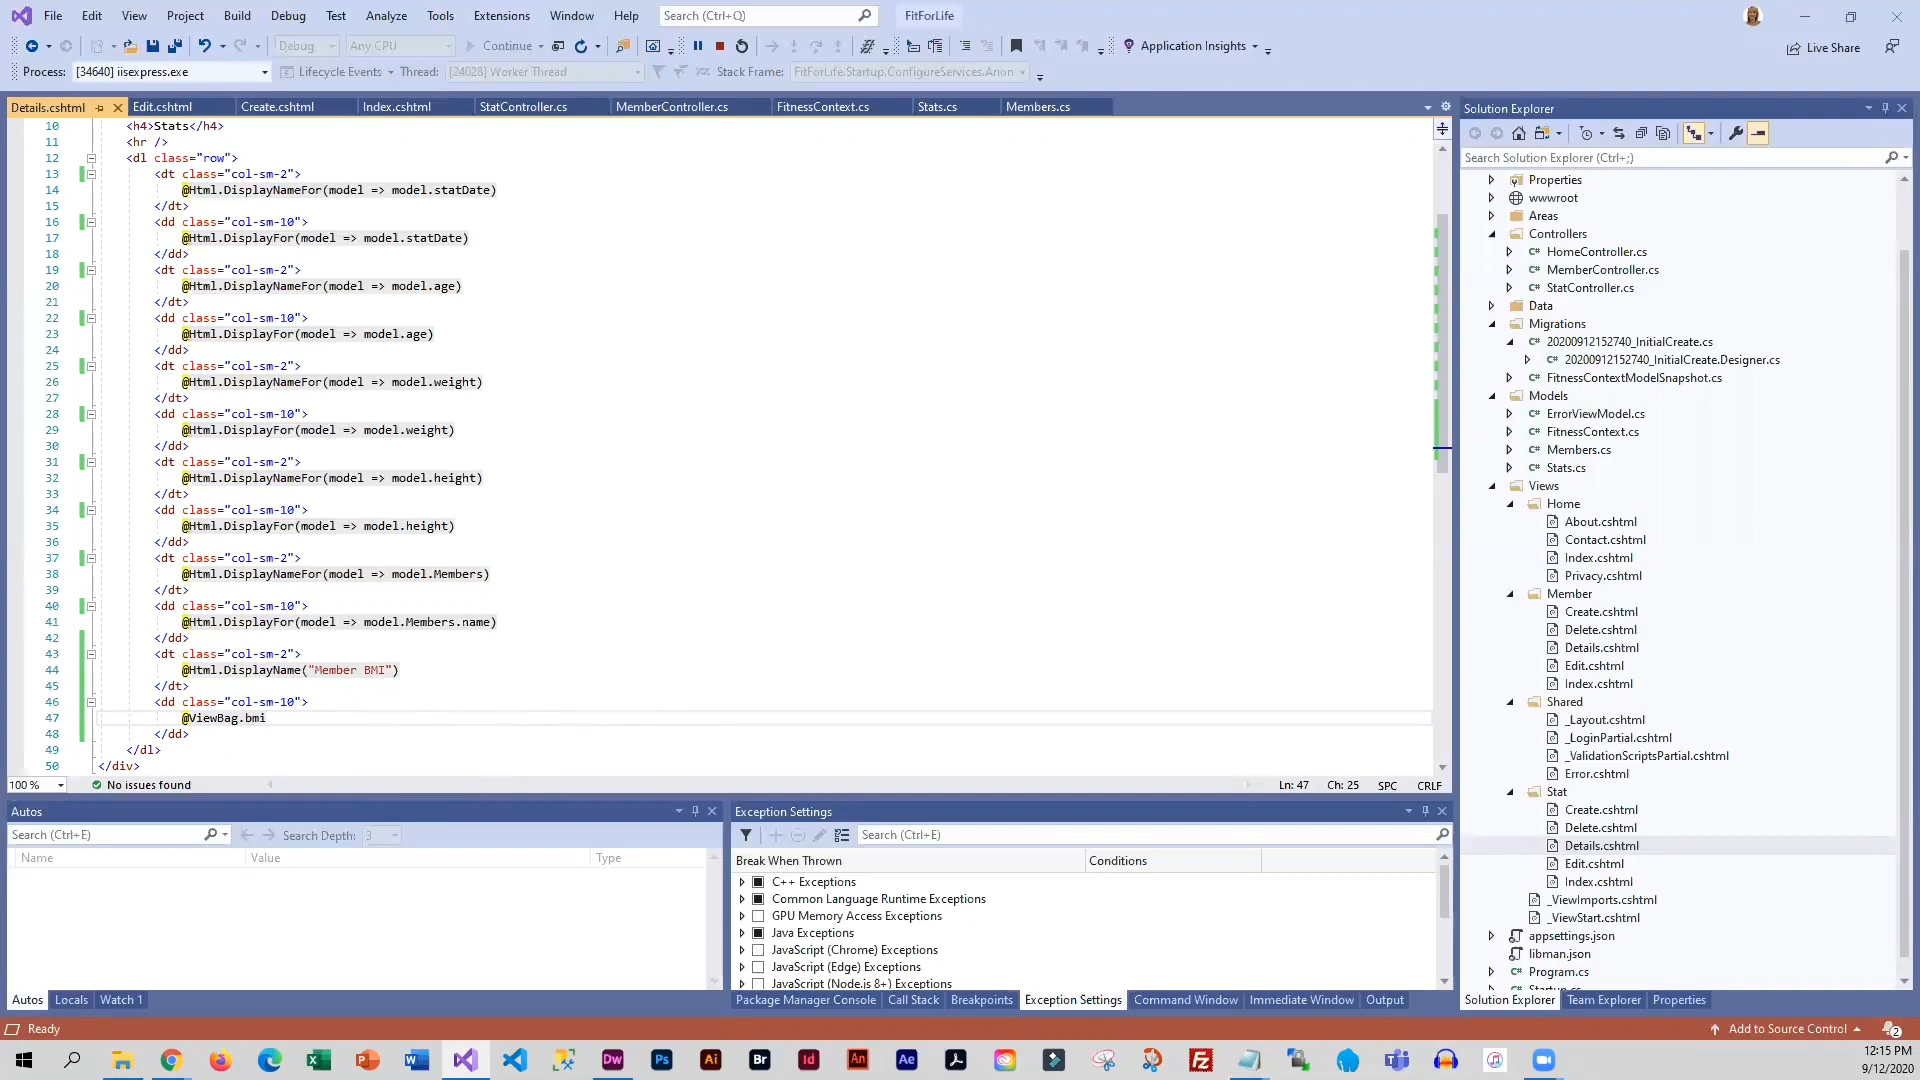 File Edit View Project Build Debug Test Analyze Tools Extensions Window Help Search (Ctrl+Q) FitForLife
Debug Any CPU Continue Application Insights Live Share
Process: [34640] iisexpress.exe Lifecycle Events Thread: [24028] Worker Thread Stack Frame: FitForLife.Startup.ConfigureServices.Anon
Details.cshtml Edit.cshtml Create.cshtml Index.cshtml StatController.cs MemberController.cs FitnessContext.cs Stats.cs Members.cs
10 <h4>Stats</h4>
11 <hr />
12 <dl class="row">
13 <dt class="col-sm-2">
14 @Html.DisplayNameFor(model => model.statDate)
15 </dt>
16 <dd class="col-sm-10">
17 @Html.DisplayFor(model => model.statDate)
18 </dd>
19 <dt class="col-sm-2">
20 @Html.DisplayNameFor(model => model.age)
21 </dt>
22 <dd class="col-sm-10">
23 @Html.DisplayFor(model => model.age)
24 </dd>
25 <dt class="col-sm-2">
26 @Html.DisplayNameFor(model => model.weight)
27 </dt>
28 <dd class="col-sm-10">
29 @Html.DisplayFor(model => model.weight)
30 </dd>
31 <dt class="col-sm-2">
32 @Html.DisplayNameFor(model => model.height)
33 </dt>
34 <dd class="col-sm-10">
35 @Html.DisplayFor(model => model.height)
36 </dd>
37 <dt class="col-sm-2">
38 @Html.DisplayNameFor(model => model.Members)
39 </dt>
40 <dd class="col-sm-10">
41 @Html.DisplayFor(model => model.Members.name)
42 </dd>
43 <dt class="col-sm-2">
44 @Html.DisplayName("Member BMI")
45 </dt>
46 <dd class="col-sm-10">
47 @ViewBag.bmi
48 </dd>
49 </dl>
50 </div>
100 % No issues found Ln: 47 Ch: 25 SPC CRLF
Solution Explorer
Search Solution Explorer (Ctrl+;)
Properties
wwwroot
Areas
Controllers
C# HomeController.cs
C# MemberController.cs
C# StatController.cs
Data
Migrations
20200912152740_InitialCreate.cs
C# 20200912152740_InitialCreate.Designer.cs
C# FitnessContextModelSnapshot.cs
Models
C# ErrorViewModel.cs
C# FitnessContext.cs
C# Members.cs
C# Stats.cs
Views
Home
About.cshtml
Contact.cshtml
Index.cshtml
Privacy.cshtml
Member
Create.cshtml
Delete.cshtml
Details.cshtml
Edit.cshtml
Index.cshtml
Shared
_Layout.cshtml
_LoginPartial.cshtml
_ValidationScriptsPartial.cshtml
Error.cshtml
Stat
Create.cshtml
Delete.cshtml
Details.cshtml
Edit.cshtml
Index.cshtml
_ViewImports.cshtml
_ViewStart.cshtml
appsettings.json
libman.json
C# Program.cs
Startup.cs
Solution Explorer Team Explorer Properties
Autos
Search (Ctrl+E) Search Depth: 3
Name Value Type
Autos Locals Watch 1
Exception Settings
Search (Ctrl+E)
Break When Thrown Conditions
C++ Exceptions
Common Language Runtime Exceptions
GPU Memory Access Exceptions
Java Exceptions
JavaScript (Chrome) Exceptions
JavaScript (Edge) Exceptions
JavaScript (Node.js 8+) Exceptions
Package Manager Console Call Stack Breakpoints Exception Settings Command Window Immediate Window Output
Ready Add to Source Control 2
Dw Ps Ai Br Id An Ae
12:15 PM
9/12/2020